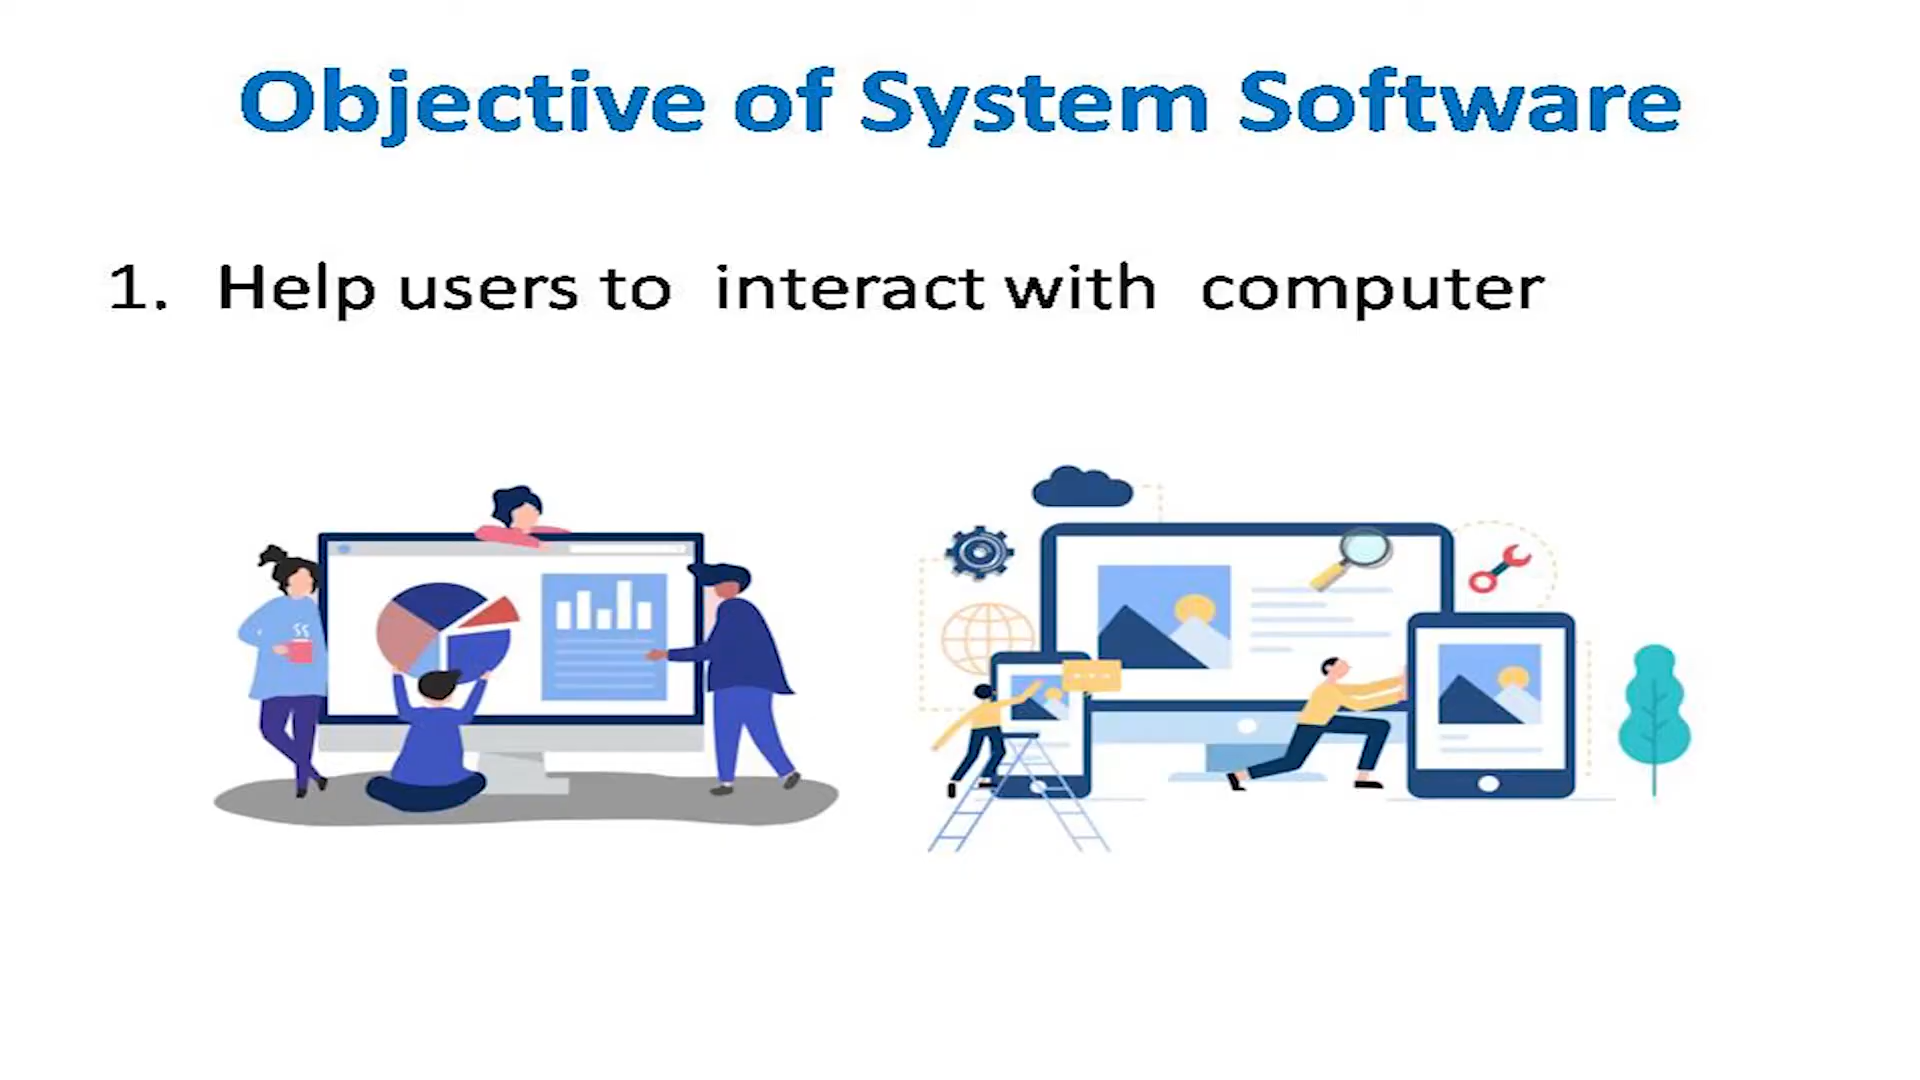 Objective of System Software
1. Help users to interact with computer